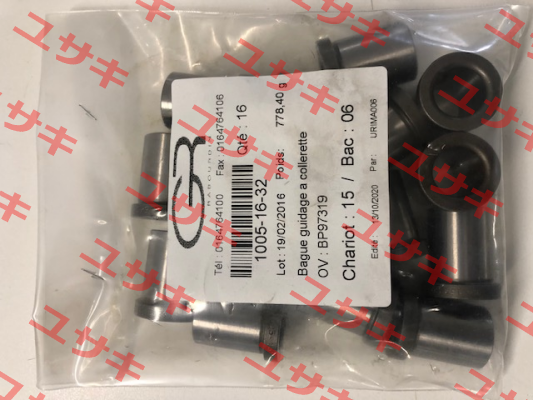 RABOURDIN
Tél : 0164764100 Fax : 0164764106
1005-16-32 Qté : 16
Lot : 19/02/2016 Poids: 778,40 g
Bague guidage a collerette
OV : BP97319
Chariot : 15 / Bac : 06
Edité : 13/10/2020 Par : URIMA006
ユサキ
ユサキ
ユサキ
ユサキ
ユサキ
ユサキ
ユサキ
ユサキ
ユサキ